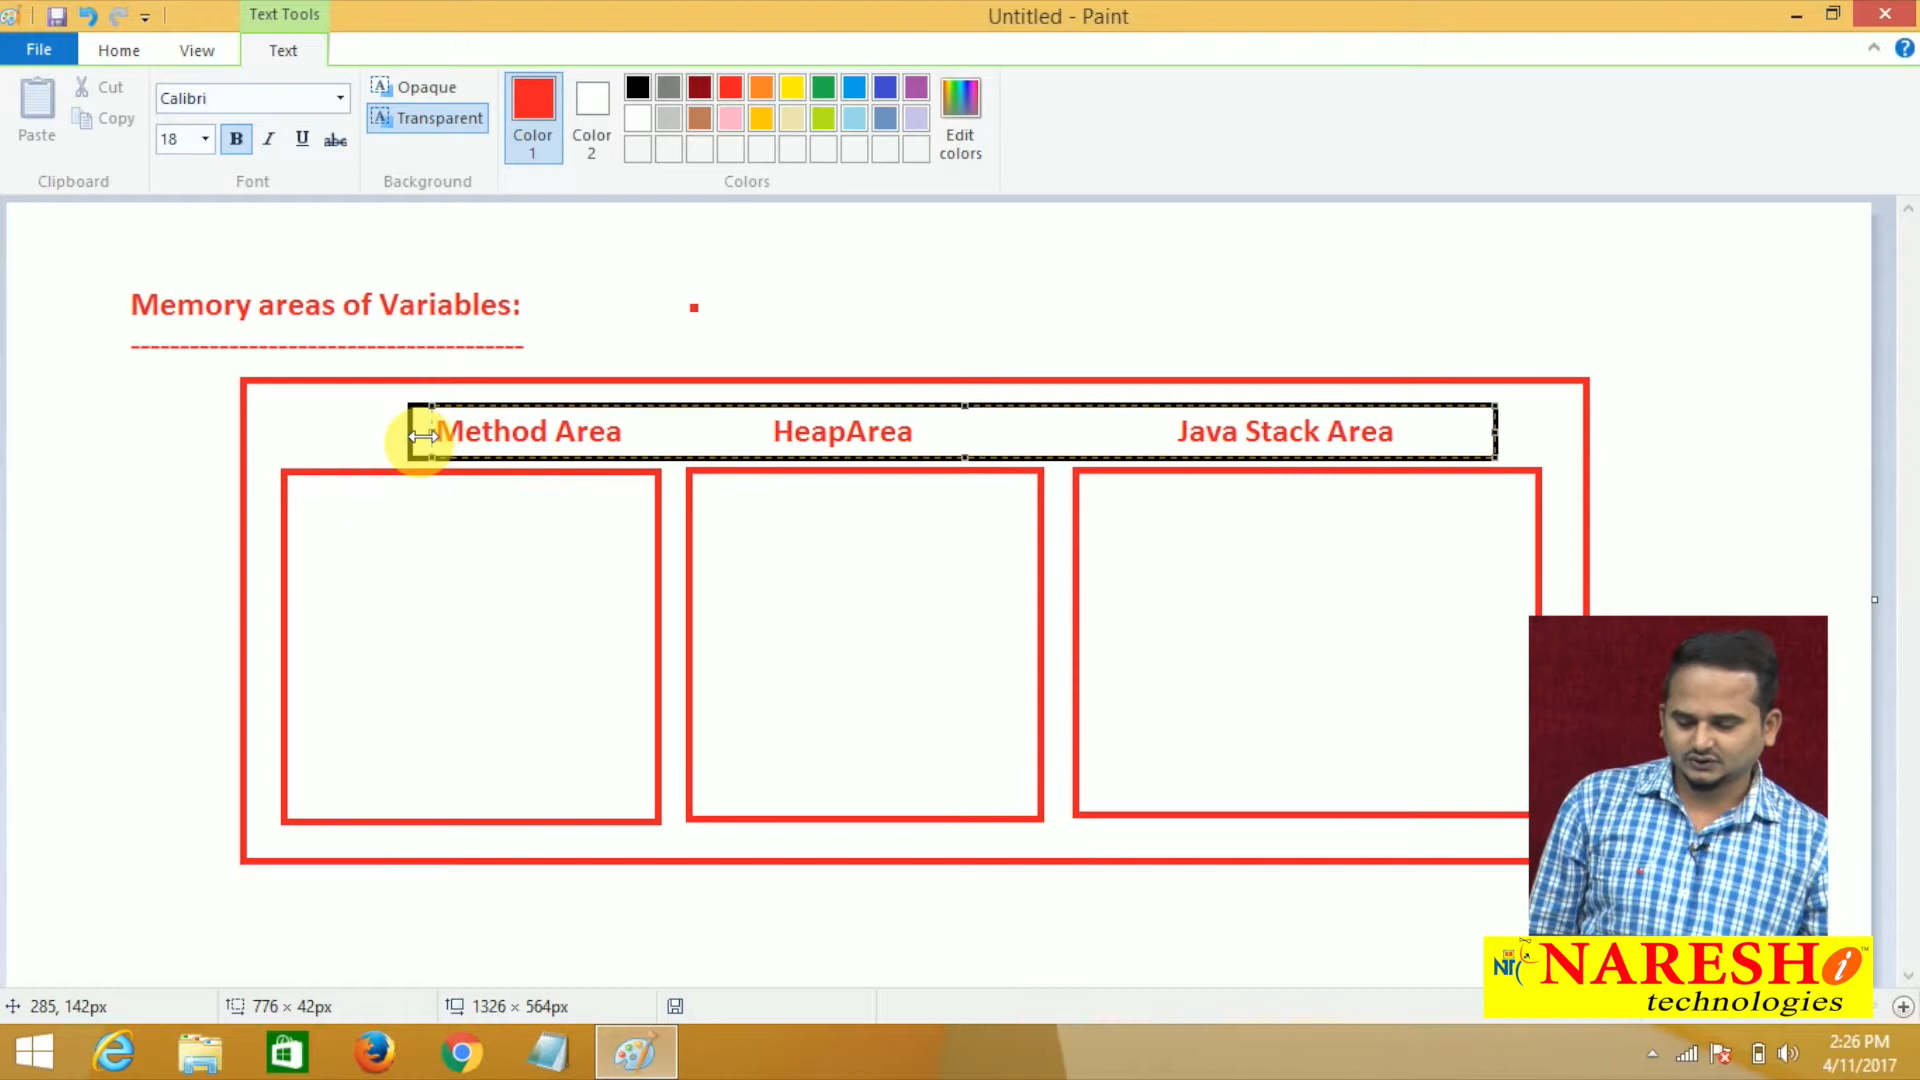 Text Tools
Untitled - Paint
File Home View Text
Paste
Cut
Copy
Calibri
18 B I U abc
Opaque
Transparent
Color 1
Color 2
Edit colors
Clipboard Font Background Colors
Memory areas of Variables:
----------------------------------------
Method Area HeapArea Java Stack Area
NARESH i
technologies
285, 142px 776 × 42px 1326 × 564px
2:26 PM
4/11/2017